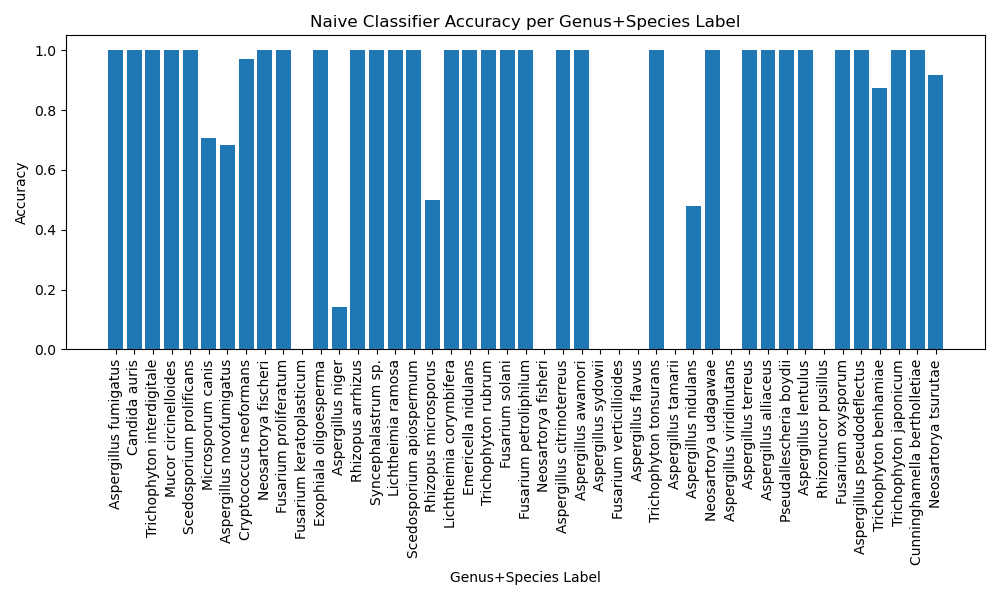 Naive Classifier Accuracy per Genus+Species Label
1.0
0.8
0.6
0.4
0.2
0.0
Accuracy
Aspergillus fumigatus
Candida auris
Trichophyton interdigitale
Mucor circinelloides
Scedosporium prolificans
Microsporum canis
Aspergillus novofumigatus
Cryptococcus neoformans
Neosartorya fischeri
Fusarium proliferatum
Fusarium keratoplasticum
Exophiala oligoesperma
Aspergillus niger
Rhizopus arrhizus
Syncephalastrum sp.
Lichtheimia ramosa
Scedosporium apiospermum
Rhizopus microsporus
Lichtheimia corymbifera
Emericella nidulans
Trichophyton rubrum
Fusarium solani
Fusarium petroliphilum
Neosartorya fisheri
Aspergillus citrinoterreus
Aspergillus awamori
Aspergillus sydowii
Fusarium verticillioides
Aspergillus flavus
Trichophyton tonsurans
Aspergillus tamarii
Aspergillus nidulans
Neosartorya udagawae
Aspergillus viridinutans
Aspergillus terreus
Aspergillus alliaceus
Pseudallescheria boydii
Aspergillus lentulus
Rhizomucor pusillus
Fusarium oxysporum
Aspergillus pseudodeflectus
Trichophyton benhamiae
Trichophyton japonicum
Cunninghamella bertholletiae
Neosartorya tsurutae
Genus+Species Label